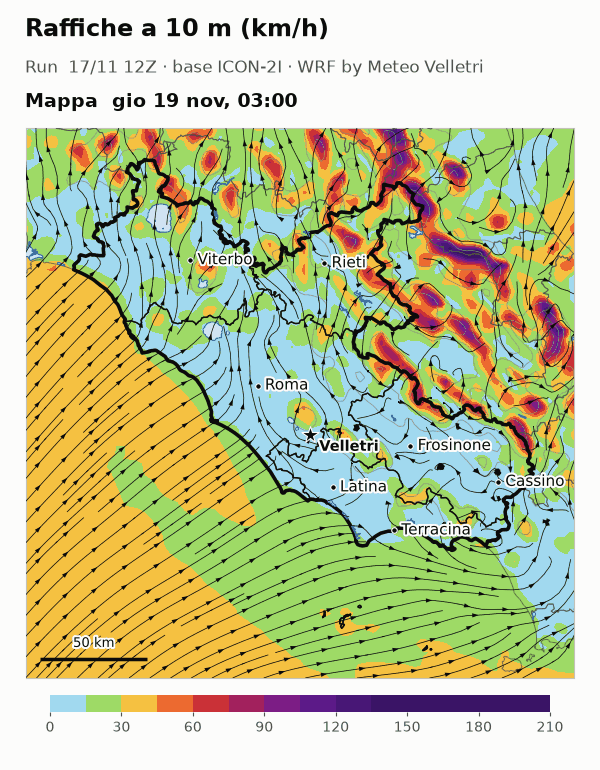 Raffiche a 10 m (km/h)
Run  17/11 12Z · base ICON-2I · WRF by Meteo Velletri
Mappa  gio 19 nov, 03:00
Viterbo
Rieti
Roma
Velletri
Frosinone
Cassino
Latina
Terracina
50 km
0 30 60 90 120 150 180 210